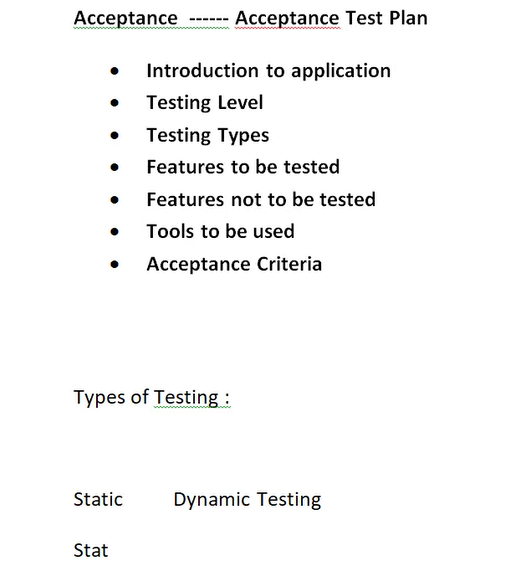 Acceptance ------ Acceptance Test Plan
• Introduction to application
• Testing Level
• Testing Types
• Features to be tested
• Features not to be tested
• Tools to be used
• Acceptance Criteria
Types of Testing :
Static Dynamic Testing
Stat